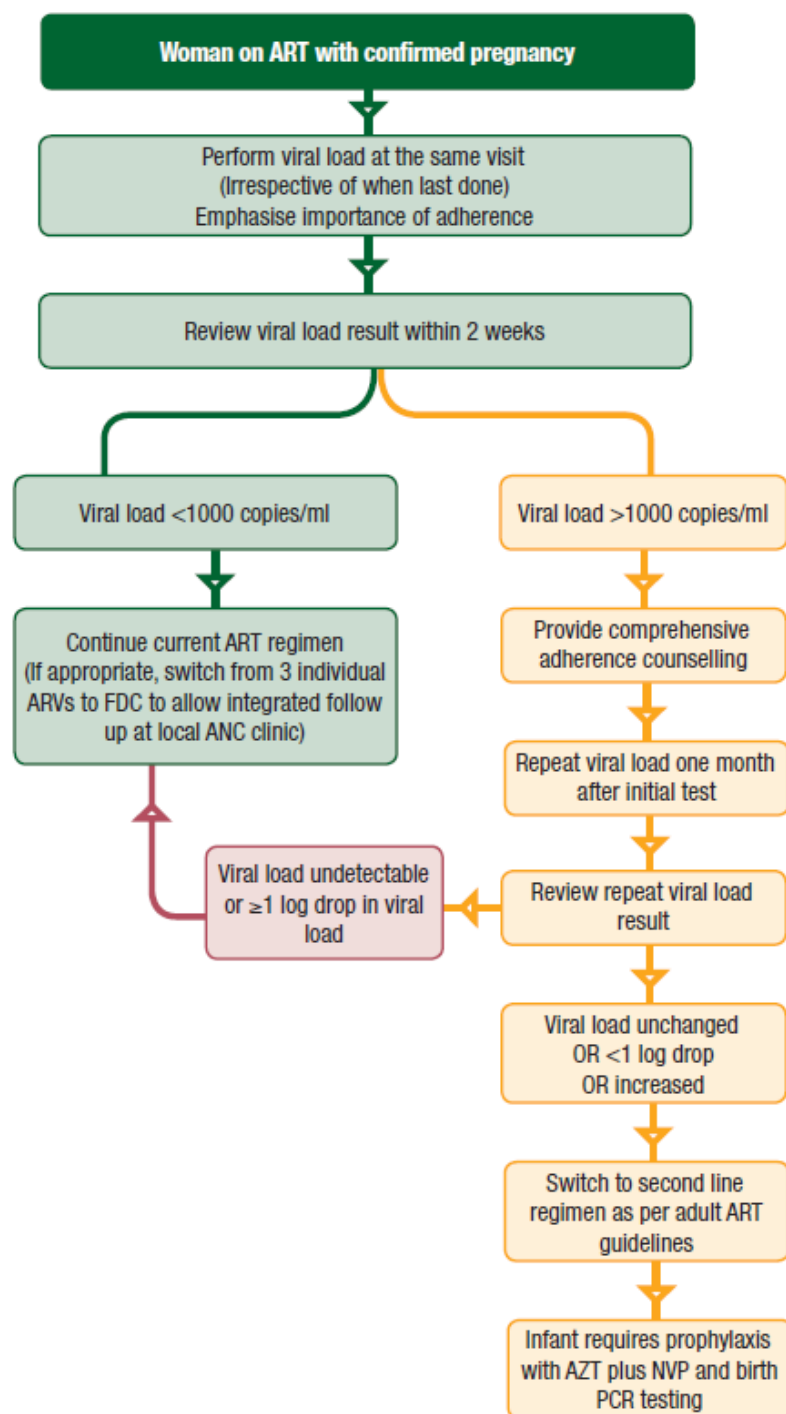 Woman on ART with confirmed pregnancy
Perform viral load at the same visit
(Irrespective of when last done)
Emphasise importance of adherence
Review viral load result within 2 weeks
Viral load <1000 copies/ml
Continue current ART regimen
(If appropriate, switch from 3 individual
ARVs to FDC to allow integrated follow
up at local ANC clinic)
Viral load >1000 copies/ml
Provide comprehensive
adherence counselling
Repeat viral load one month
after initial test
Review repeat viral load
result
Viral load undetectable
or ≥1 log drop in viral
load
Viral load unchanged
OR <1 log drop
OR increased
Switch to second line
regimen as per adult ART
guidelines
Infant requires prophylaxis
with AZT plus NVP and birth
PCR testing